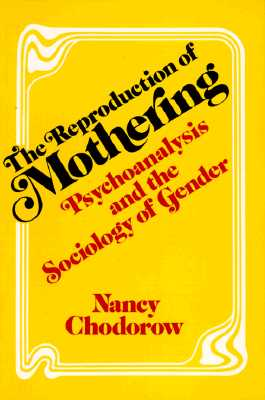 The Reproduction of
Mothering
Psychoanalysis
and the
Sociology of Gender
Nancy
Chodorow